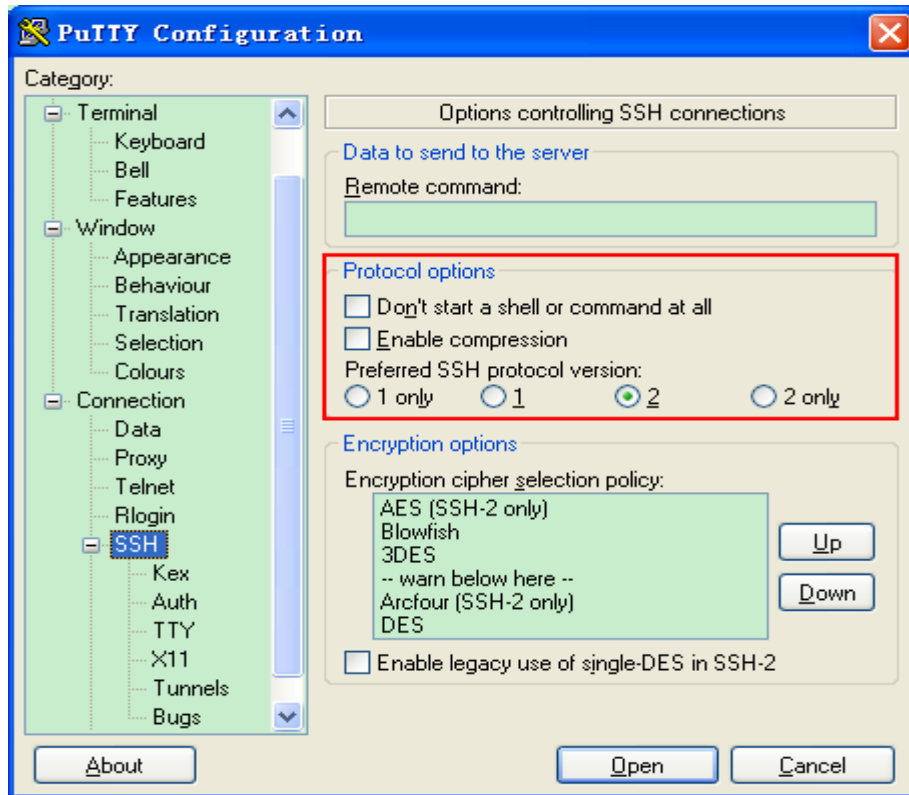 PuTTY Configuration
Category:
Terminal
Keyboard
Bell
Features
Window
Appearance
Behaviour
Translation
Selection
Colours
Connection
Data
Proxy
Telnet
Rlogin
SSH
Kex
Auth
TTY
X11
Tunnels
Bugs
Options controlling SSH connections
Data to send to the server
Remote command:
Protocol options
Don't start a shell or command at all
Enable compression
Preferred SSH protocol version:
1 only 1 2 2 only
Encryption options
Encryption cipher selection policy:
AES (SSH-2 only)
Blowfish
3DES
-- warn below here --
Arcfour (SSH-2 only)
DES
Up
Down
Enable legacy use of single-DES in SSH-2
About Open Cancel